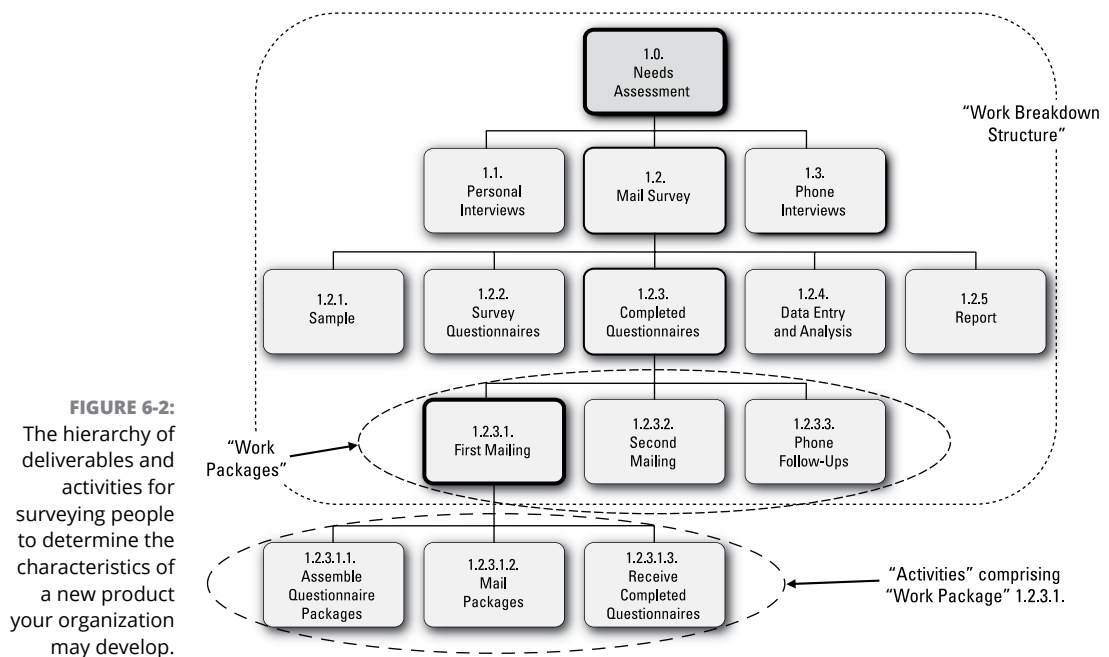 1.0.
Needs
Assessment
"Work Breakdown
Structure"
1.1.
Personal
Interviews
1.2.
Mail Survey
1.3.
Phone
Interviews
1.2.1.
Sample
1.2.2.
Survey
Questionnaires
1.2.3.
Completed
Questionnaires
1.2.4.
Data Entry
and Analysis
1.2.5
Report
FIGURE 6-2:
The hierarchy of
deliverables and
activities for
surveying people
to determine the
characteristics of
a new product
your organization
may develop.
“Work
Packages”
1.2.3.1.
First Mailing
1.2.3.2.
Second
Mailing
1.2.3.3.
Phone
Follow-Ups
1.2.3.1.1.
Assemble
Questionnaire
Packages
1.2.3.1.2.
Mail
Packages
1.2.3.1.3.
Receive
Completed
Questionnaires
“Activities” comprising
“Work Package” 1.2.3.1.